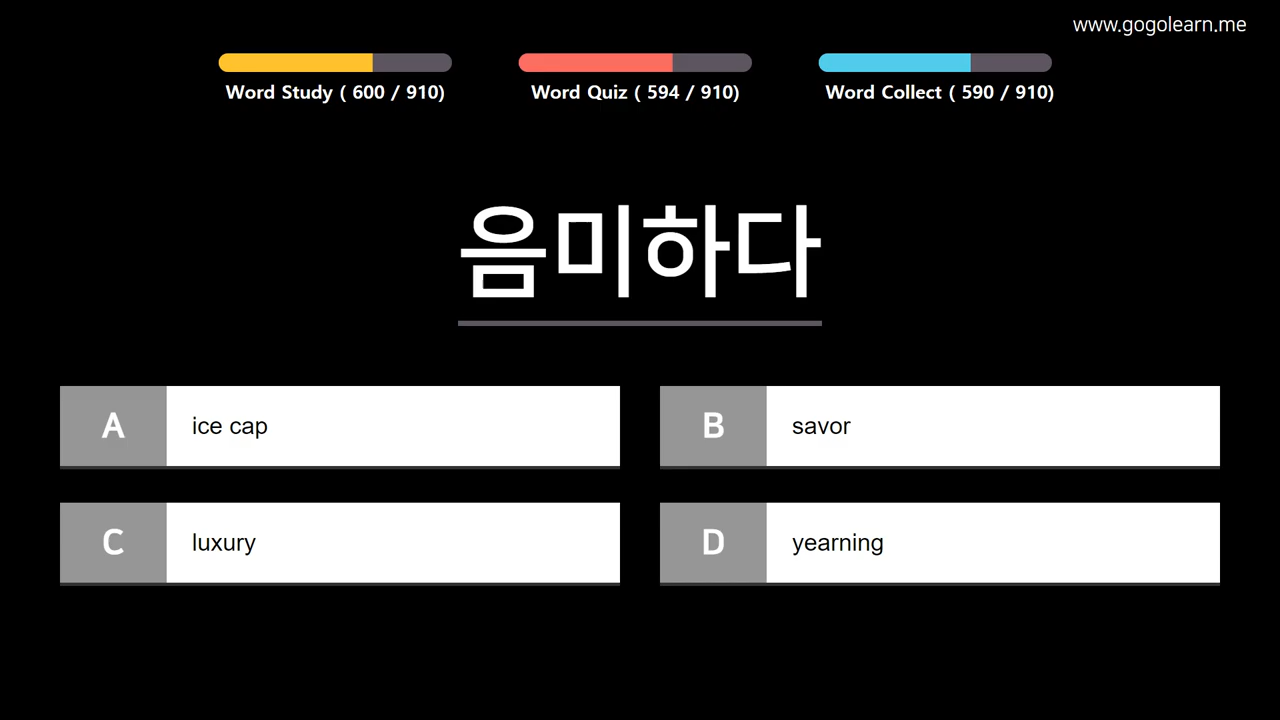 www.gogolearn.me
Word Study ( 600 / 910)
Word Quiz ( 594 / 910)
Word Collect ( 590 / 910)
음미하다
A ice cap
B savor
C luxury
D yearning